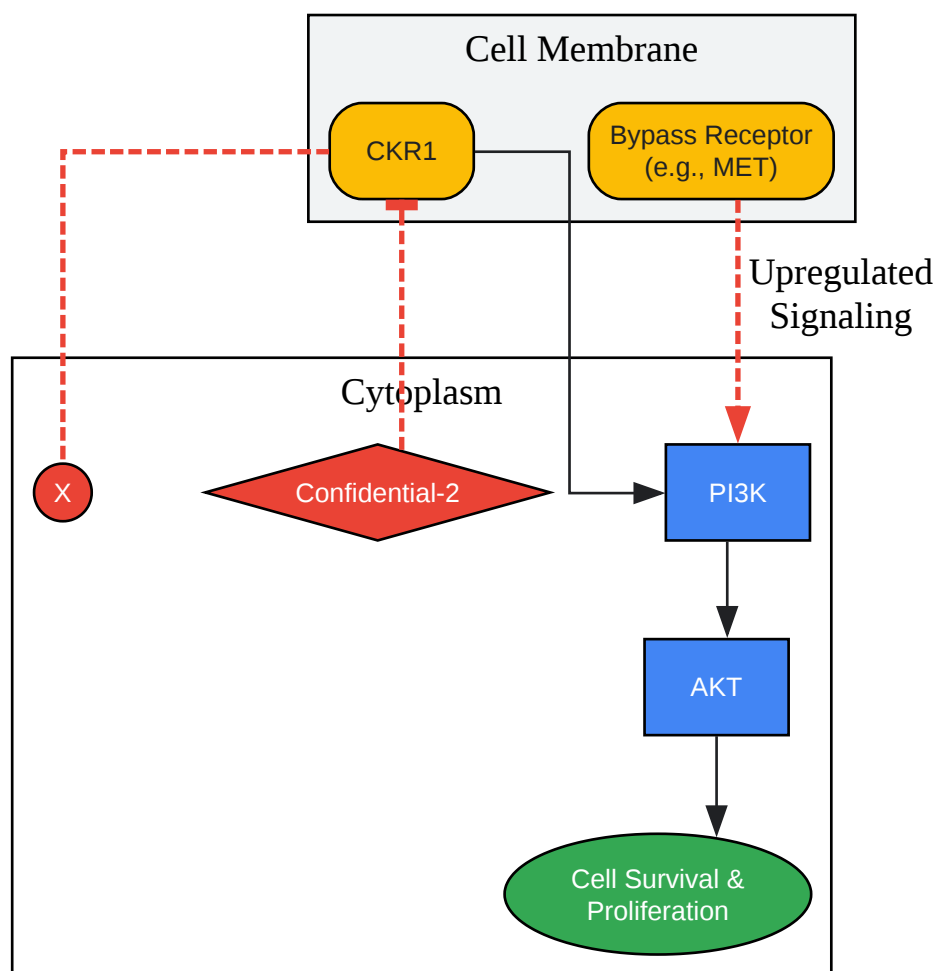 Cell Membrane
CKR1
Bypass Receptor
(e.g., MET)
Upregulated
Signaling
Cytoplasm
X
Confidential-2
PI3K
AKT
Cell Survival &
Proliferation